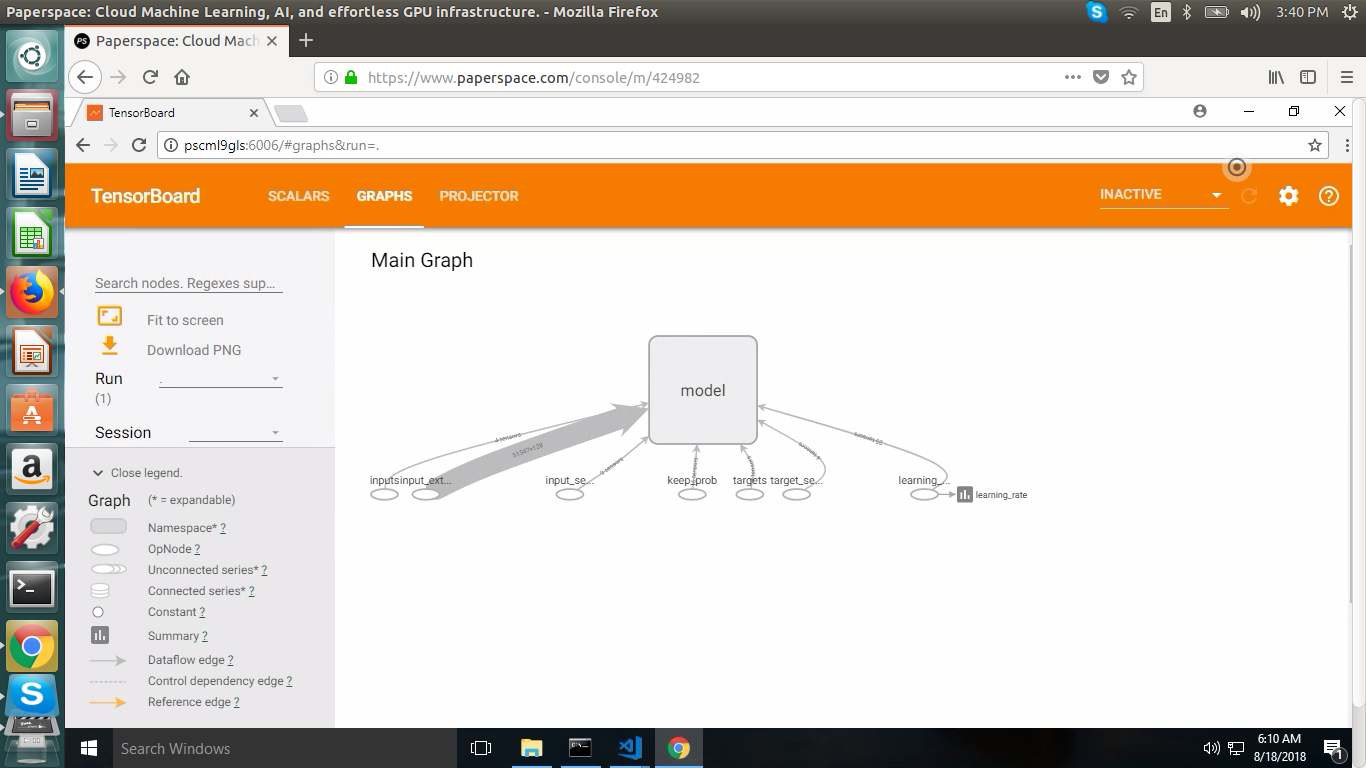 Paperspace: Cloud Machine Learning, AI, and effortless GPU infrastructure. - Mozilla Firefox
En
3:40 PM
Paperspace: Cloud Mach
https://www.paperspace.com/console/m/424982
TensorBoard
pscml9gls:6006/#graphs&run=.
TensorBoard
SCALARS
GRAPHS
PROJECTOR
INACTIVE
Search nodes. Regexes sup...
Fit to screen
Download PNG
Run
.
(1)
Session
Close legend.
Graph
(* = expandable)
Namespace* ?
OpNode ?
Unconnected series* ?
Connected series* ?
Constant ?
Summary ?
Dataflow edge ?
Control dependency edge ?
Reference edge ?
Main Graph
model
4 tensors
51547x128
inputs
input_ext...
input_se...
keep_prob
targets
target_se...
learning_...
learning_rate
Search Windows
6:10 AM
8/18/2018
1